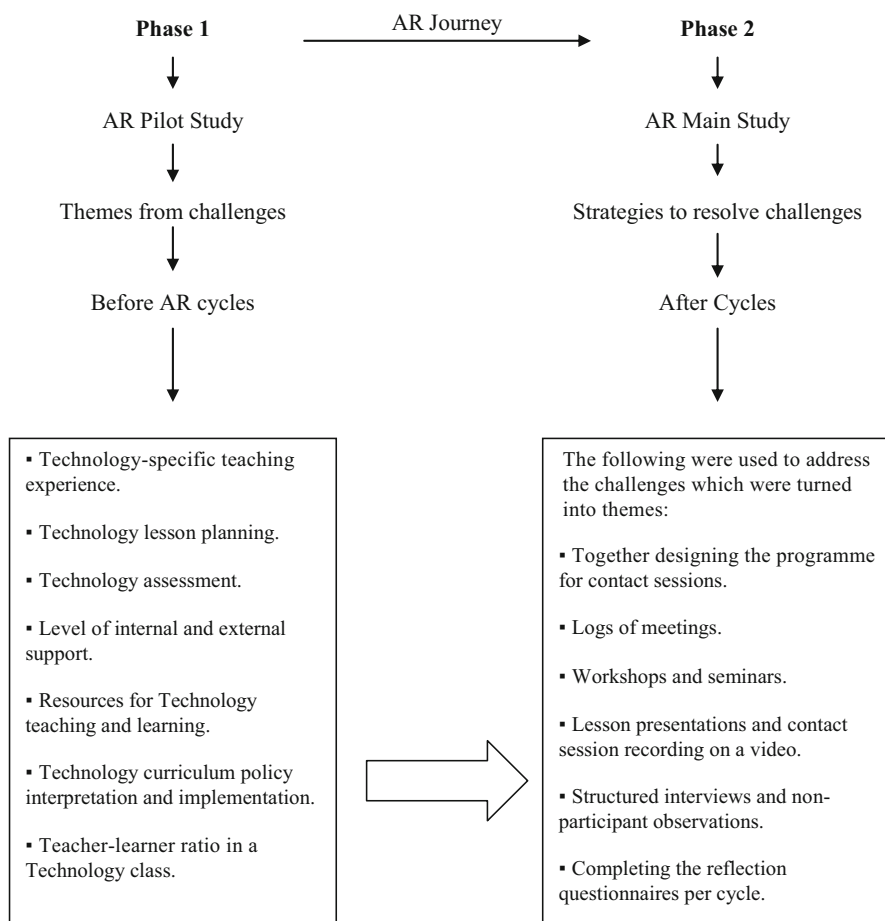 Phase 1
AR Journey
Phase 2
AR Pilot Study
AR Main Study
Themes from challenges
Strategies to resolve challenges
Before AR cycles
After Cycles
▪ Technology-specific teaching
experience.
▪ Technology lesson planning.
▪ Technology assessment.
▪ Level of internal and external
support.
▪ Resources for Technology
teaching and learning.
▪ Technology curriculum policy
interpretation and implementation.
▪ Teacher-learner ratio in a
Technology class.
The following were used to address
the challenges which were turned
into themes:
▪ Together designing the programme
for contact sessions.
▪ Logs of meetings.
▪ Workshops and seminars.
▪ Lesson presentations and contact
session recording on a video.
▪ Structured interviews and non-
participant observations.
▪ Completing the reflection
questionnaires per cycle.